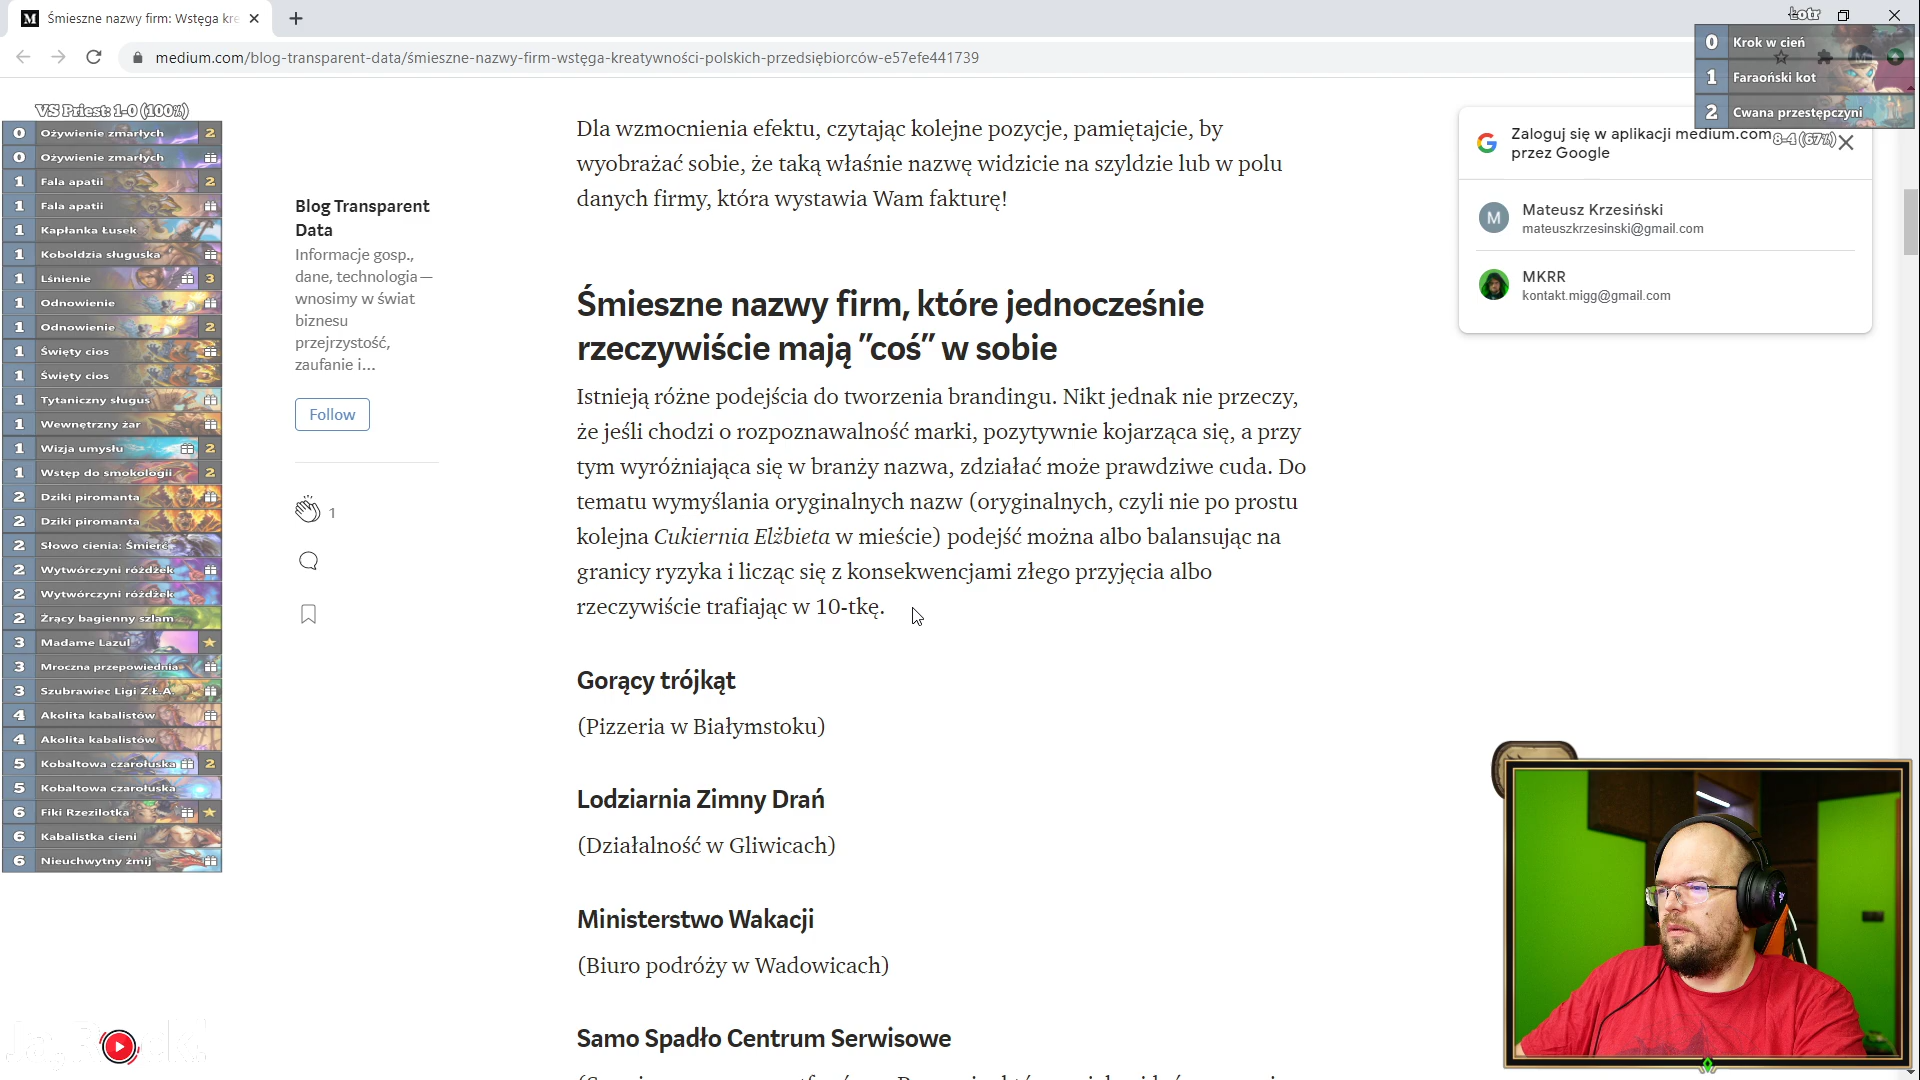 Śmieszne nazwy firm: Wstęga kre
Łotr
medium.com/blog-transparent-data/śmieszne-nazwy-firm-wstęga-kreatywności-polskich-przedsiębiorców-e57efe441739
0 Krok w cień
1 Faraoński kot
2 Cwana przestępczyni
8-4 (67%)
VS Priest: 1-0 (100%)
0 Ożywienie zmarłych 2
0 Ożywienie zmarłych
1 Fala apatii 2
1 Fala apatii
1 Kapłanka Łusek
1 Koboldzia służka
1 Lśnienie 3
1 Odnowienie
1 Odnowienie 2
1 Święty cios
1 Święty cios
1 Tytaniczny sługus
1 Wewnętrzny żar
1 Wizja umysłu 2
1 Wstęp do smokologii 2
2 Dziki piromanta
2 Dziki piromanta
2 Słowo cienia: Śmierć
2 Wytwórczyni różdżek
2 Wytwórczyni różdżek
2 Żrący bagienny szlam
3 Madame Lazul
3 Mroczna przepowiednia
3 Szubrawiec Ligi Z.Ł.A.
4 Akolita kabalistów
4 Akolita kabalistów
5 Kobaltowa czarołuska 2
5 Kobaltowa czarołuska
6 Fiki Rzezilotka
6 Kabalistka cieni
6 Nieuchwytny żmij
Blog Transparent
Data
Informacje gosp.,
dane, technologia —
wnosimy w świat
biznesu
przejrzystość,
zaufanie i…
Follow
1
Dla wzmocnienia efektu, czytając kolejne pozycje, pamiętajcie, by
wyobrażać sobie, że taką właśnie nazwę widzicie na szyldzie lub w polu
danych firmy, która wystawia Wam fakturę!
Śmieszne nazwy firm, które jednocześnie
rzeczywiście mają ”coś” w sobie
Istnieją różne podejścia do tworzenia brandingu. Nikt jednak nie przeczy,
że jeśli chodzi o rozpoznawalność marki, pozytywnie kojarząca się, a przy
tym wyróżniająca się w branży nazwa, zdziałać może prawdziwe cuda. Do
tematu wymyślania oryginalnych nazw (oryginalnych, czyli nie po prostu
kolejna Cukiernia Elżbieta w mieście) podejść można albo balansując na
granicy ryzyka i licząc się z konsekwencjami złego przyjęcia albo
rzeczywiście trafiając w 10-tkę.
Gorący trójkąt
(Pizzeria w Białymstoku)
Lodziarnia Zimny Drań
(Działalność w Gliwicach)
Ministerstwo Wakacji
(Biuro podróży w Wadowicach)
Samo Spadło Centrum Serwisowe
Zaloguj się w aplikacji medium.com
przez Google
M
Mateusz Krzesiński
mateuszkrzesinski@gmail.com
MKRR
kontakt.migg@gmail.com